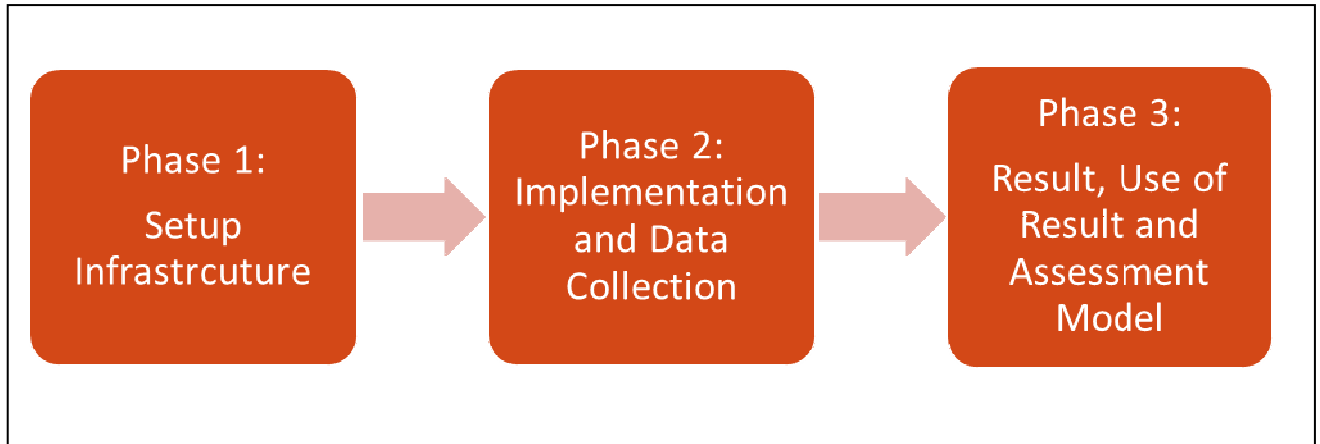 Phase 1:
Setup
Infrastrcuture
Phase 2:
Implementation
and Data
Collection
Phase 3:
Result, Use of
Result and
Assessment
Model